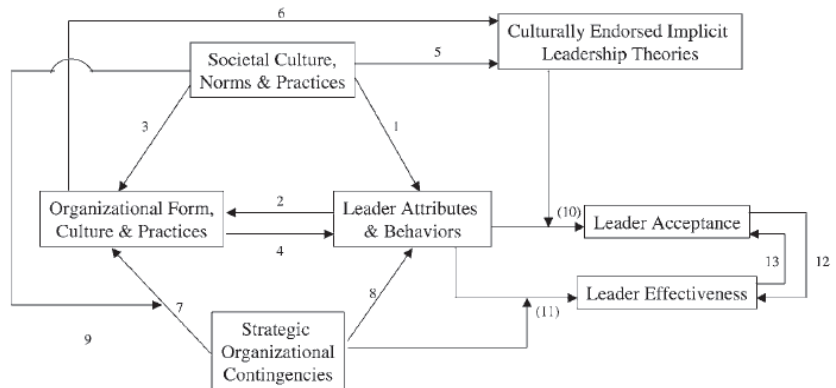 6
Culturally Endorsed Implicit
Leadership Theories
Societal Culture,
Norms & Practices
5
3
1
Organizational Form,
Culture & Practices
2
4
Leader Attributes
& Behaviors
(10)
Leader Acceptance
13
12
Leader Effectiveness
(11)
7
8
9
Strategic
Organizational
Contingencies